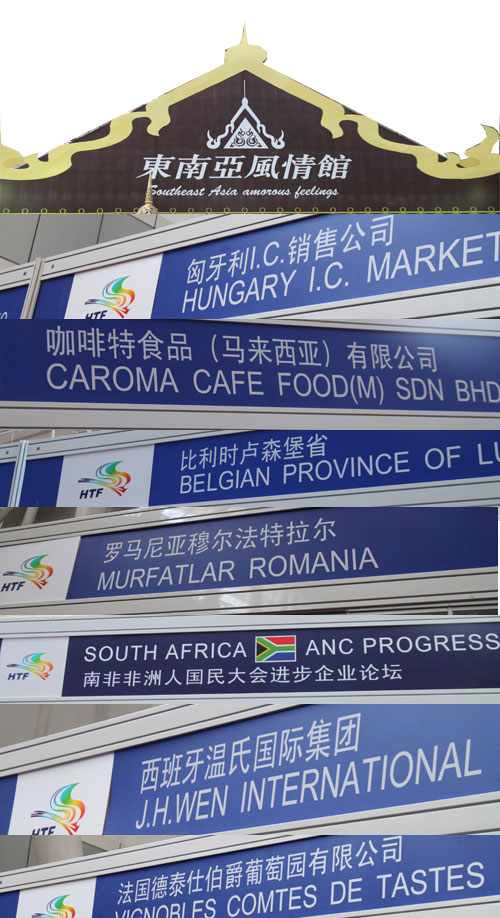 東南亞風情館
Southeast Asia amorous feelings
匈牙利I.C.销售公司
HUNGARY I.C. MARKET
HTF
咖啡特食品（马来西亚）有限公司
CAROMA CAFE FOOD(M) SDN BHD
比利时卢森堡省
BELGIAN PROVINCE OF LU
HTF
罗马尼亚穆尔法特拉尔
MURFATLAR ROMANIA
HTF
SOUTH AFRICA ANC PROGRESS
南非非洲人国民大会进步企业论坛
HTF
西班牙温氏国际集团
J.H.WEN INTERNATIONAL
HTF
法国德泰仕伯爵葡萄园有限公司
VIGNOBLES COMTES DE TASTES